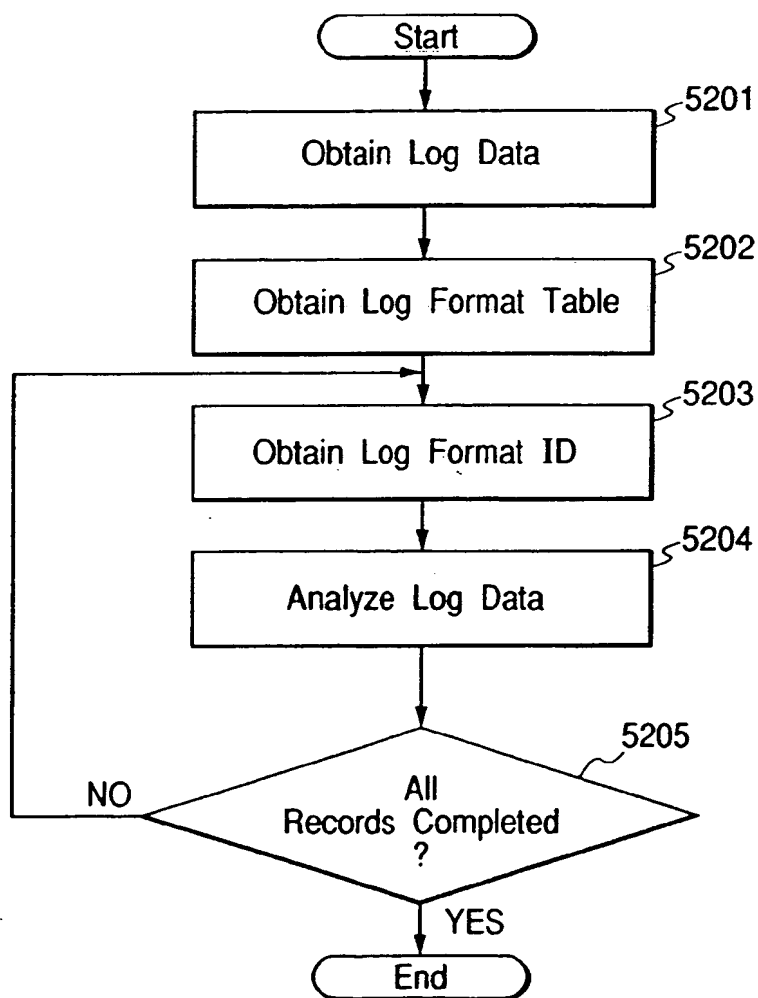 Start
5201
Obtain Log Data
5202
Obtain Log Format Table
5203
Obtain Log Format ID
5204
Analyze Log Data
5205
All
Records Completed
?
NO
YES
End